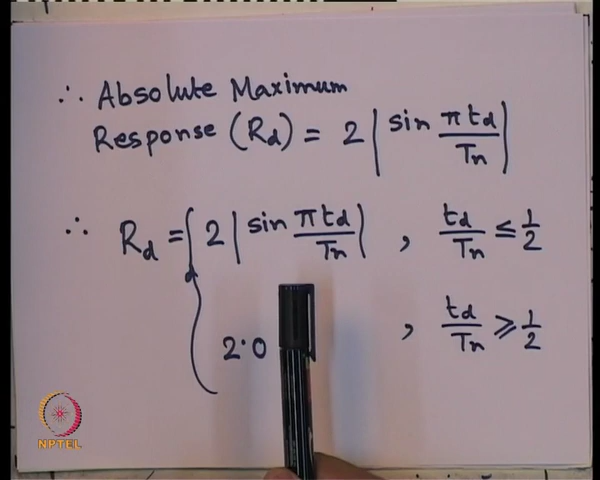 ∴ Absolute Maximum
Response (Rd) = 2 | sin πtd/Tn |
∴ Rd = { 2 | sin πtd/Tn | , td/Tn ≤ 1/2
2.0 , td/Tn ≥ 1/2
NPTEL